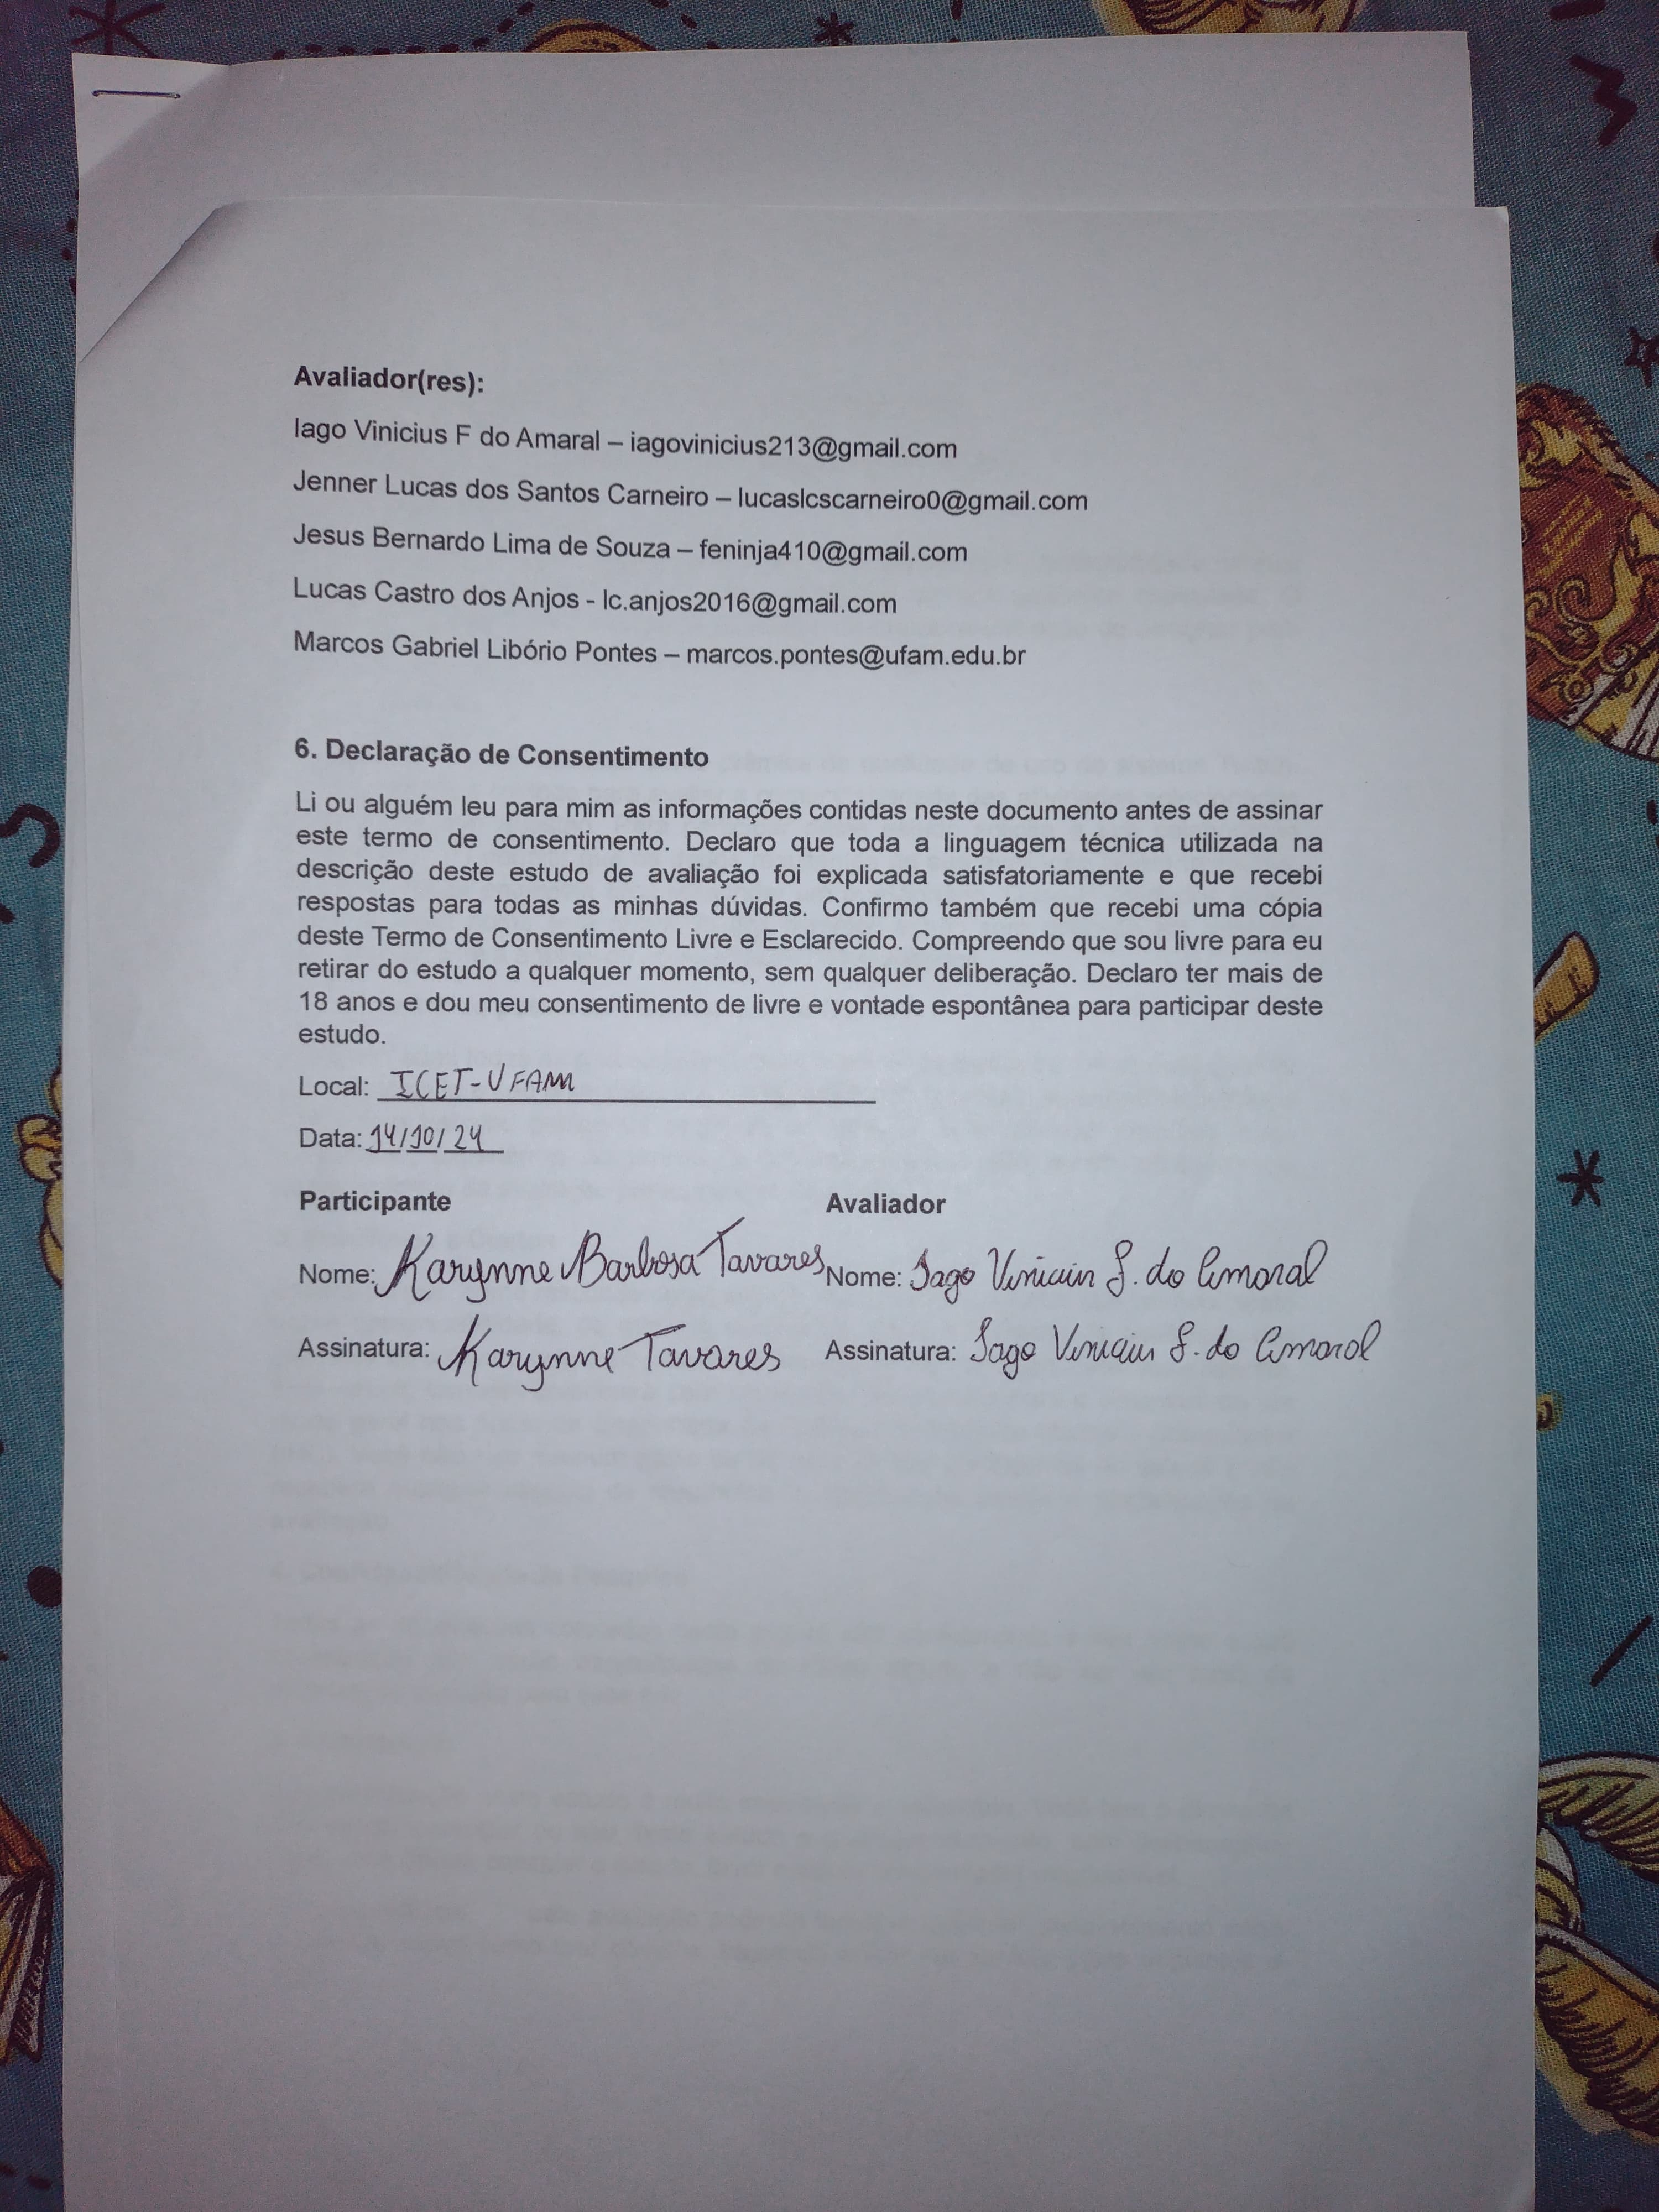 Avaliador(res):
Iago Vinicius F do Amaral – iagovinicius213@gmail.com
Jenner Lucas dos Santos Carneiro – lucaslcscarneiro0@gmail.com
Jesus Bernardo Lima de Souza – feninja410@gmail.com
Lucas Castro dos Anjos - lc.anjos2016@gmail.com
Marcos Gabriel Libório Pontes – marcos.pontes@ufam.edu.br
6. Declaração de Consentimento
Li ou alguém leu para mim as informações contidas neste documento antes de assinar
este termo de consentimento. Declaro que toda a linguagem técnica utilizada na
descrição deste estudo de avaliação foi explicada satisfatoriamente e que recebi
respostas para todas as minhas dúvidas. Confirmo também que recebi uma cópia
deste Termo de Consentimento Livre e Esclarecido. Compreendo que sou livre para eu
retirar do estudo a qualquer momento, sem qualquer deliberação. Declaro ter mais de
18 anos e dou meu consentimento de livre e vontade espontânea para participar deste
estudo.
Local: ICET-UFAM
Data: 14/10/24
Participante Avaliador
Nome: Karynne Barbosa Tavares Nome: Iago Vinicius F. do Amaral
Assinatura: Karynne Tavares Assinatura: Iago Vinicius F. do Amaral